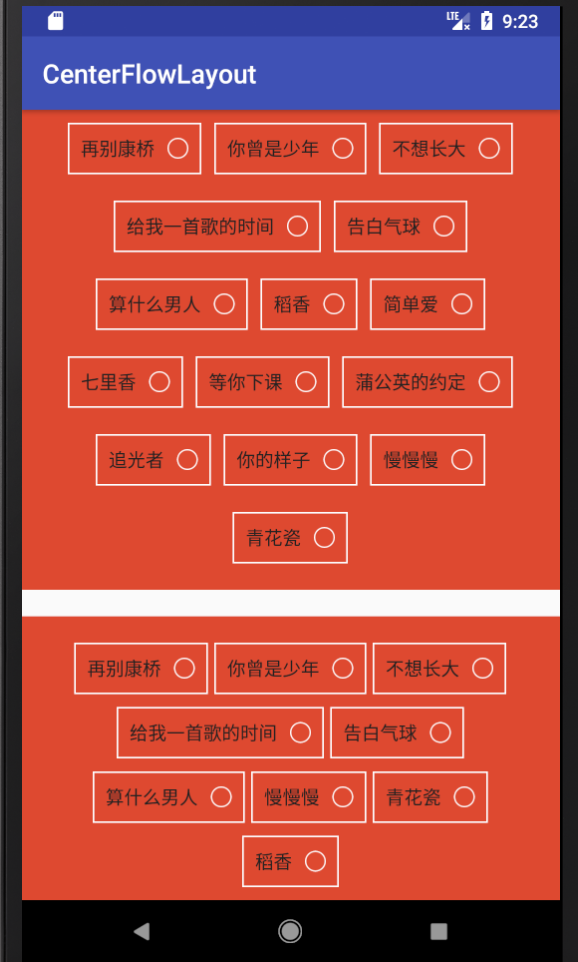 LTE 9:23
CenterFlowLayout
再别康桥 你曾是少年 不想长大
给我一首歌的时间 告白气球
算什么男人 稻香 简单爱
七里香 等你下课 蒲公英的约定
追光者 你的样子 慢慢慢
青花瓷
再别康桥 你曾是少年 不想长大
给我一首歌的时间 告白气球
算什么男人 慢慢慢 青花瓷
稻香